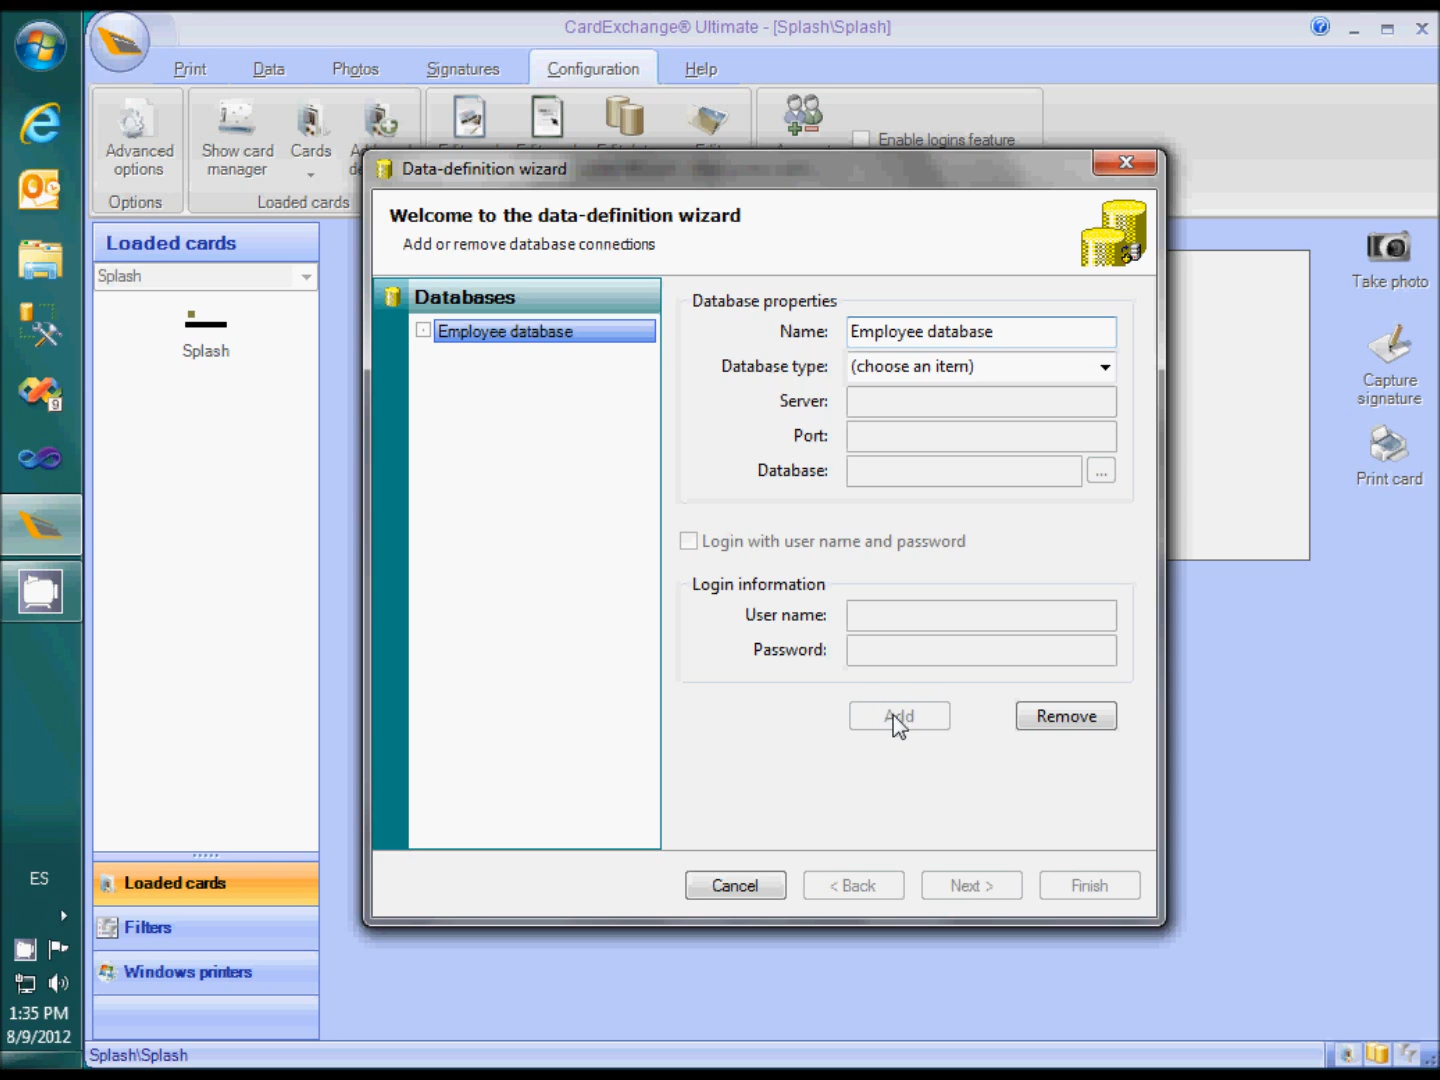 CardExchange® Ultimate - [Splash\Splash]
Print Data Photos Signatures Configuration Help
Advanced options
Show card manager
Cards
Enable logins feature
Options
Loaded cards
Loaded cards
Splash
Splash
Data-definition wizard
Welcome to the data-definition wizard
Add or remove database connections
Databases
Employee database
Database properties
Name: Employee database
Database type: (choose an item)
Server:
Port:
Database: ...
Login with user name and password
Login information
User name:
Password:
Add Remove
Cancel < Back Next > Finish
Take photo
Capture
signature
Print card
Loaded cards
Filters
Windows printers
Splash\Splash
ES
1:35 PM
8/9/2012
9